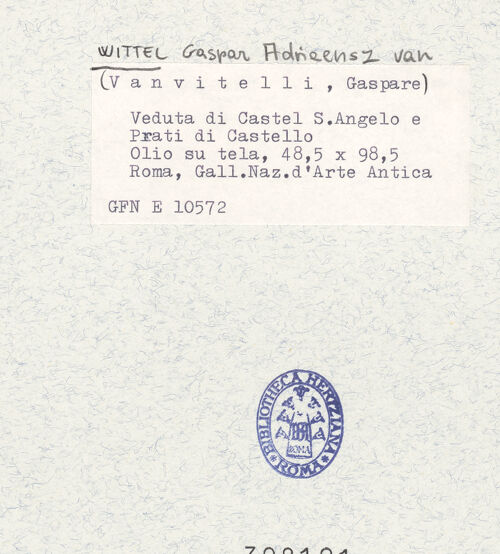 WITTEL Gaspar Adriaensz van
(Vanvitelli, Gaspare)
Veduta di Castel S.Angelo e
Prati di Castello
Olio su tela, 48,5 x 98,5
Roma, Gall.Naz.d'Arte Antica
GFN E 10572
BIBLIOTHECA HERTZIANA
ROMA
ROMA